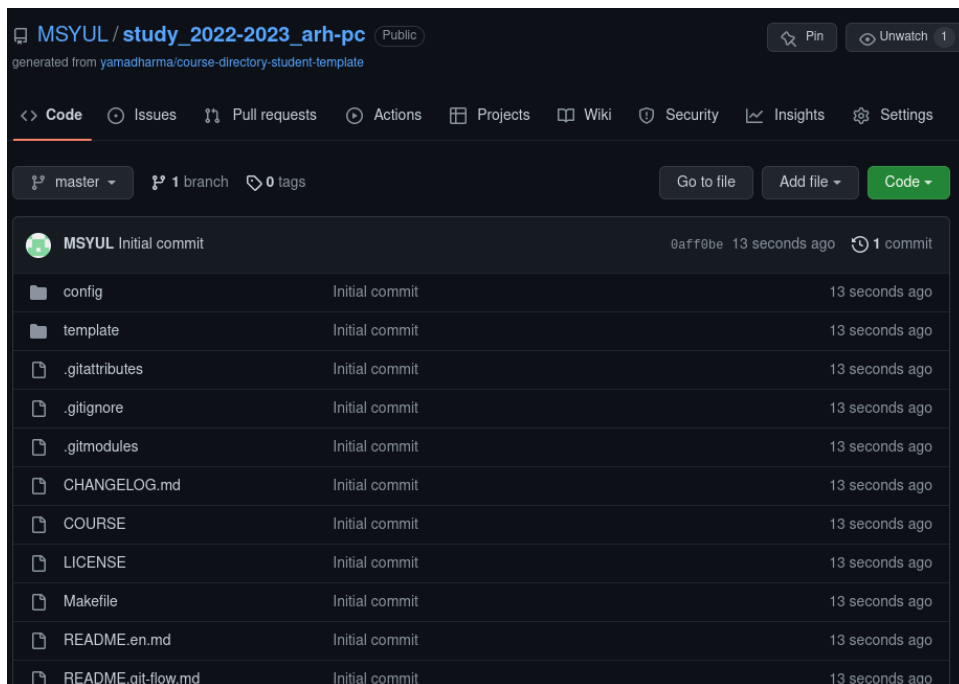 MSYUL / study_2022-2023_arh-pc Public Pin Unwatch 1
generated from yamadharma/course-directory-student-template
Code Issues Pull requests Actions Projects Wiki Security Insights Settings
master 1 branch 0 tags Go to file Add file Code
MSYUL Initial commit 0aff0be 13 seconds ago 1 commit
config Initial commit 13 seconds ago
template Initial commit 13 seconds ago
.gitattributes Initial commit 13 seconds ago
.gitignore Initial commit 13 seconds ago
.gitmodules Initial commit 13 seconds ago
CHANGELOG.md Initial commit 13 seconds ago
COURSE Initial commit 13 seconds ago
LICENSE Initial commit 13 seconds ago
Makefile Initial commit 13 seconds ago
README.en.md Initial commit 13 seconds ago
README.git-flow.md Initial commit 13 seconds ago